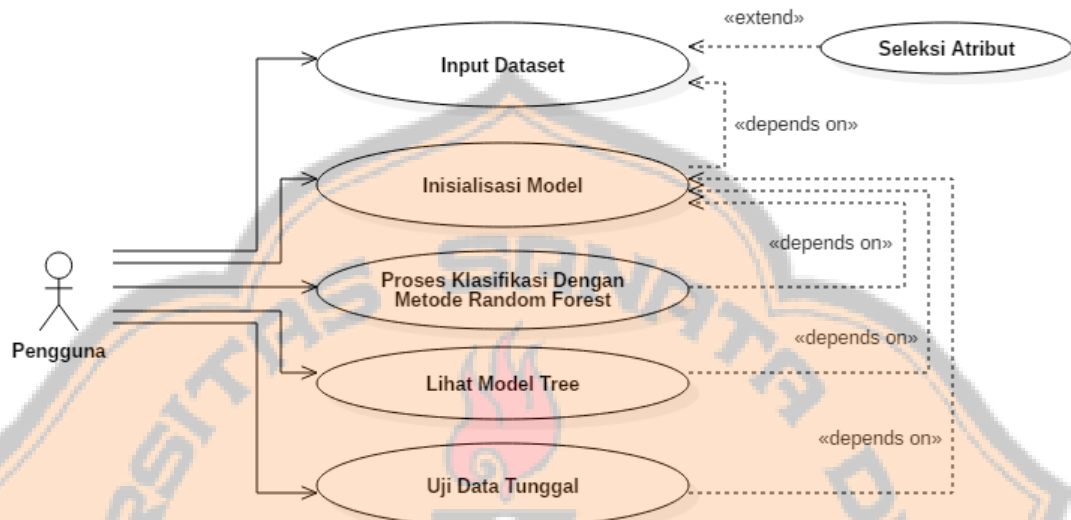 «extend»
Seleksi Atribut
Input Dataset
«depends on»
Inisialisasi Model
«depends on»
Proses Klasifikasi Dengan
Metode Random Forest
Pengguna
«depends on»
Lihat Model Tree
«depends on»
Uji Data Tunggal